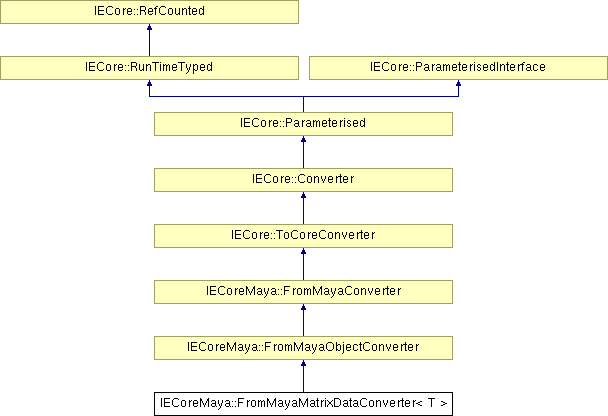 IECore::RefCounted
IECore::RunTimeTyped
IECore::ParameterisedInterface
IECore::Parameterised
IECore::Converter
IECore::ToCoreConverter
IECoreMaya::FromMayaConverter
IECoreMaya::FromMayaObjectConverter
IECoreMaya::FromMayaMatrixDataConverter< T >